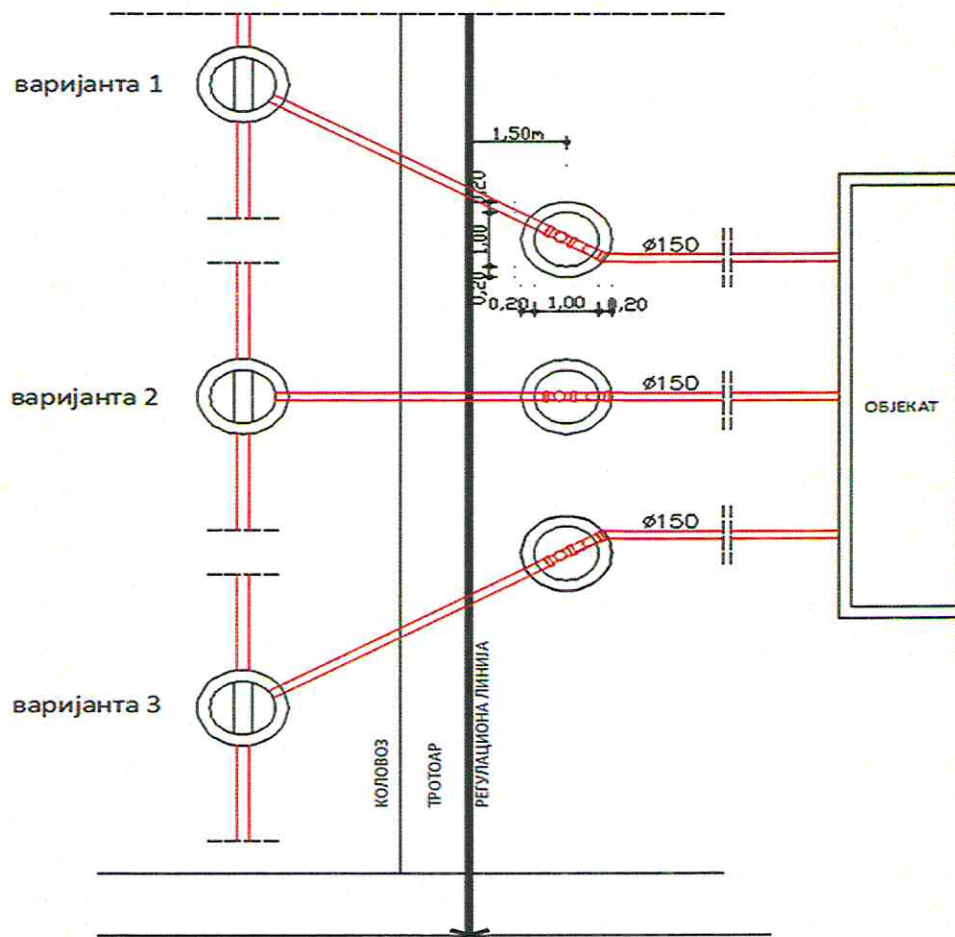 варијанта 1
1,50m
0,20
1,00
0,20
0,20
1,00
0,20
ø150
варијанта 2
ø150
ОБЈЕКАТ
ø150
варијанта 3
КОЛОВОЗ
ТРОТОАР
РЕГУЛАЦИОНА ЛИНИЈА